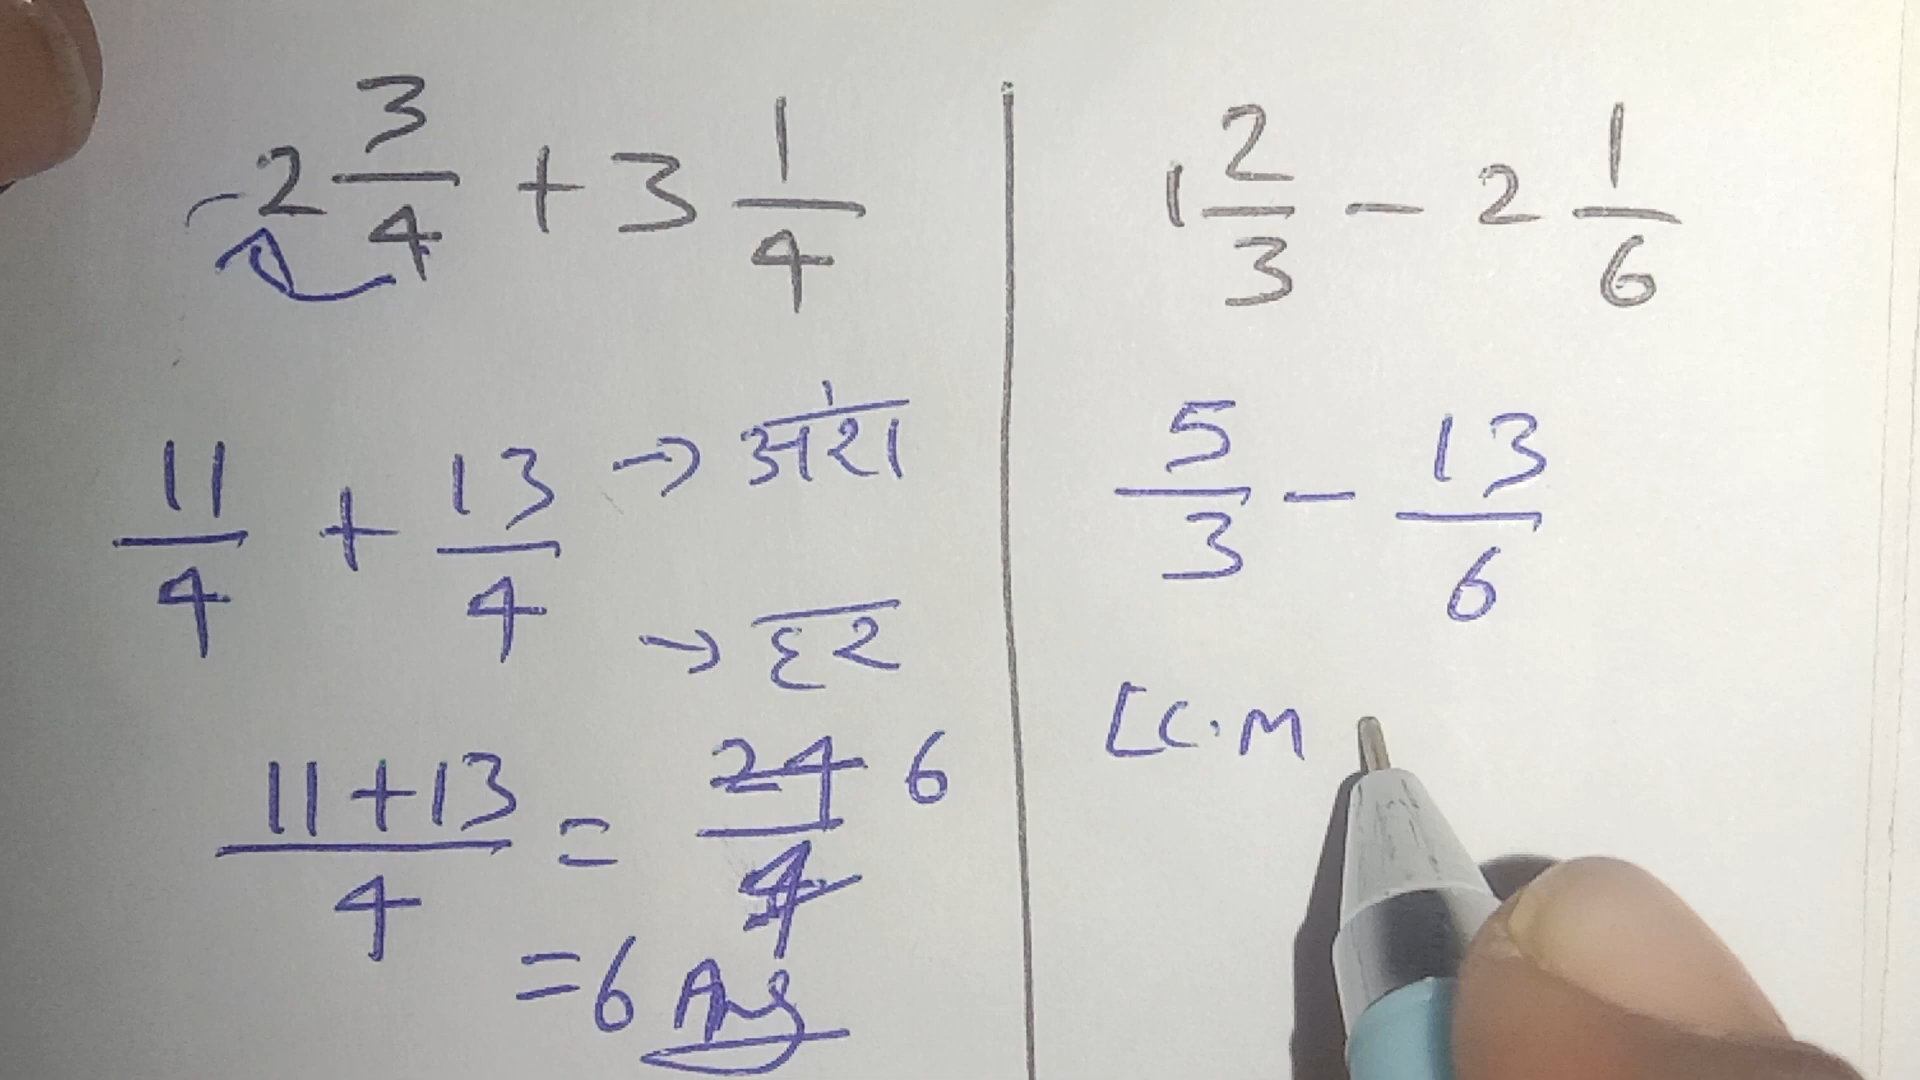 2 3/4 + 3 1/4
11/4 + 13/4 → अंश
→ हर
11+13/4 = 24/4 6
= 6 Ans
1 2/3 - 2 1/6
5/3 - 13/6
LC.M